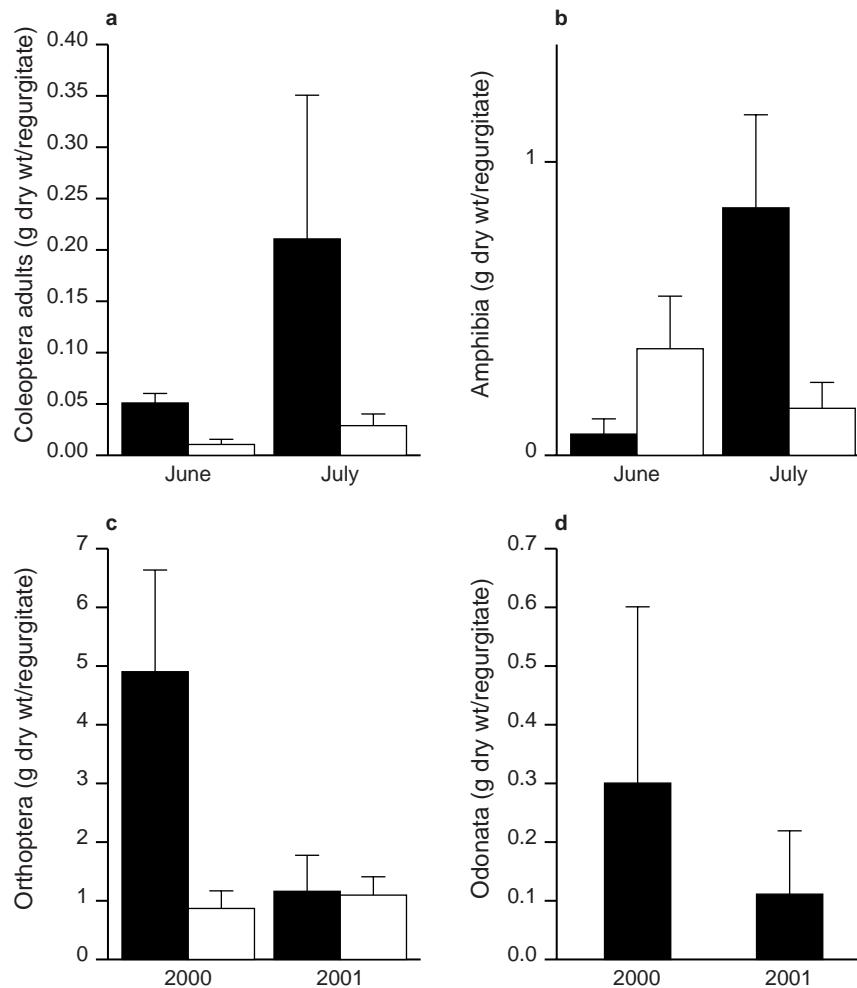 a
Coleoptera adults (g dry wt/regurgitate)
0.40
0.35
0.30
0.25
0.20
0.15
0.10
0.05
0.00
June July
b
Amphibia (g dry wt/regurgitate)
1
0
June July
c
Orthoptera (g dry wt/regurgitate)
7
6
5
4
3
2
1
0
2000 2001
d
Odonata (g dry wt/regurgitate)
0.7
0.6
0.5
0.4
0.3
0.2
0.1
0.0
2000 2001